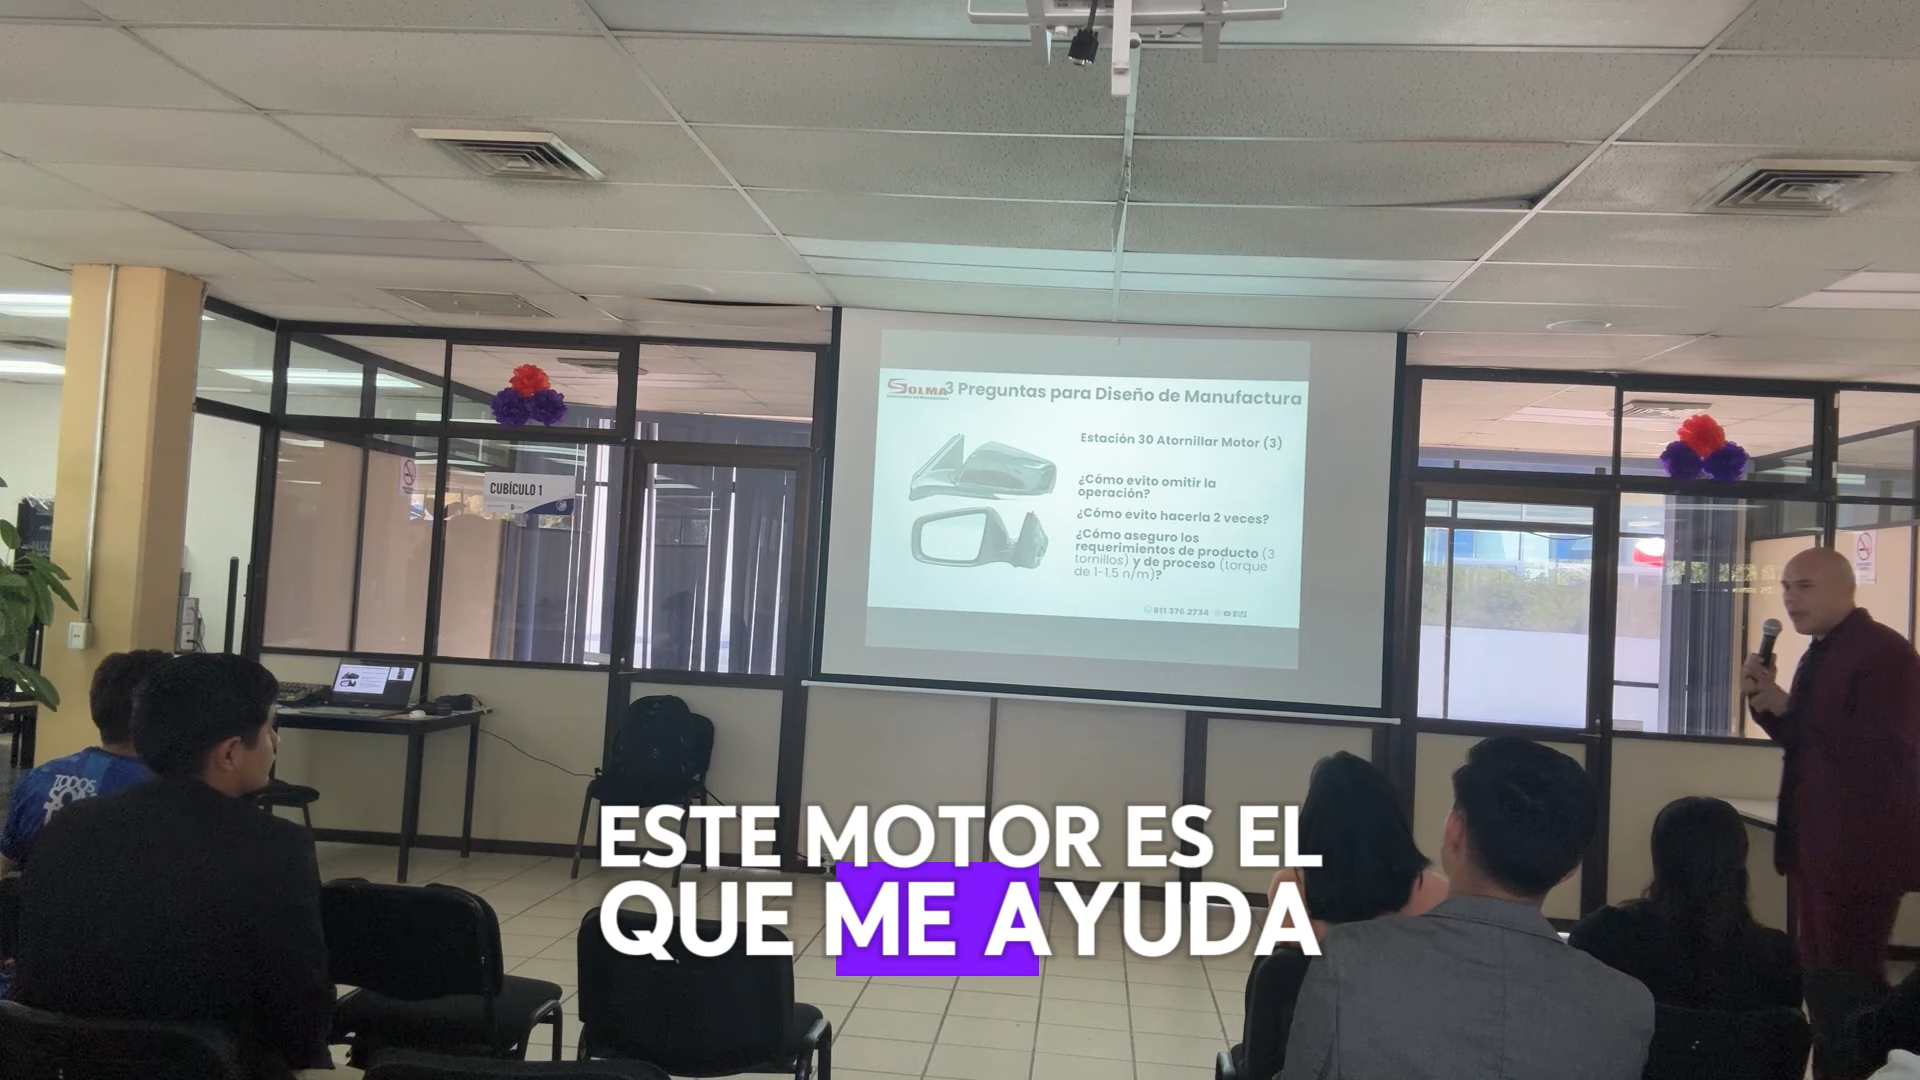 SOLMA
3 Preguntas para Diseño de Manufactura
Estación 30 Atornillar Motor (3)
¿Cómo evito omitir la
operación?
¿Cómo evito hacerla 2 veces?
¿Cómo aseguro los
requerimientos de producto (3
tornillos) y de proceso (torque
de 1-1.5 n/m)?
811 376 2734
CUBÍCULO 1
TODOS
ESTE MOTOR ES EL
QUE ME AYUDA